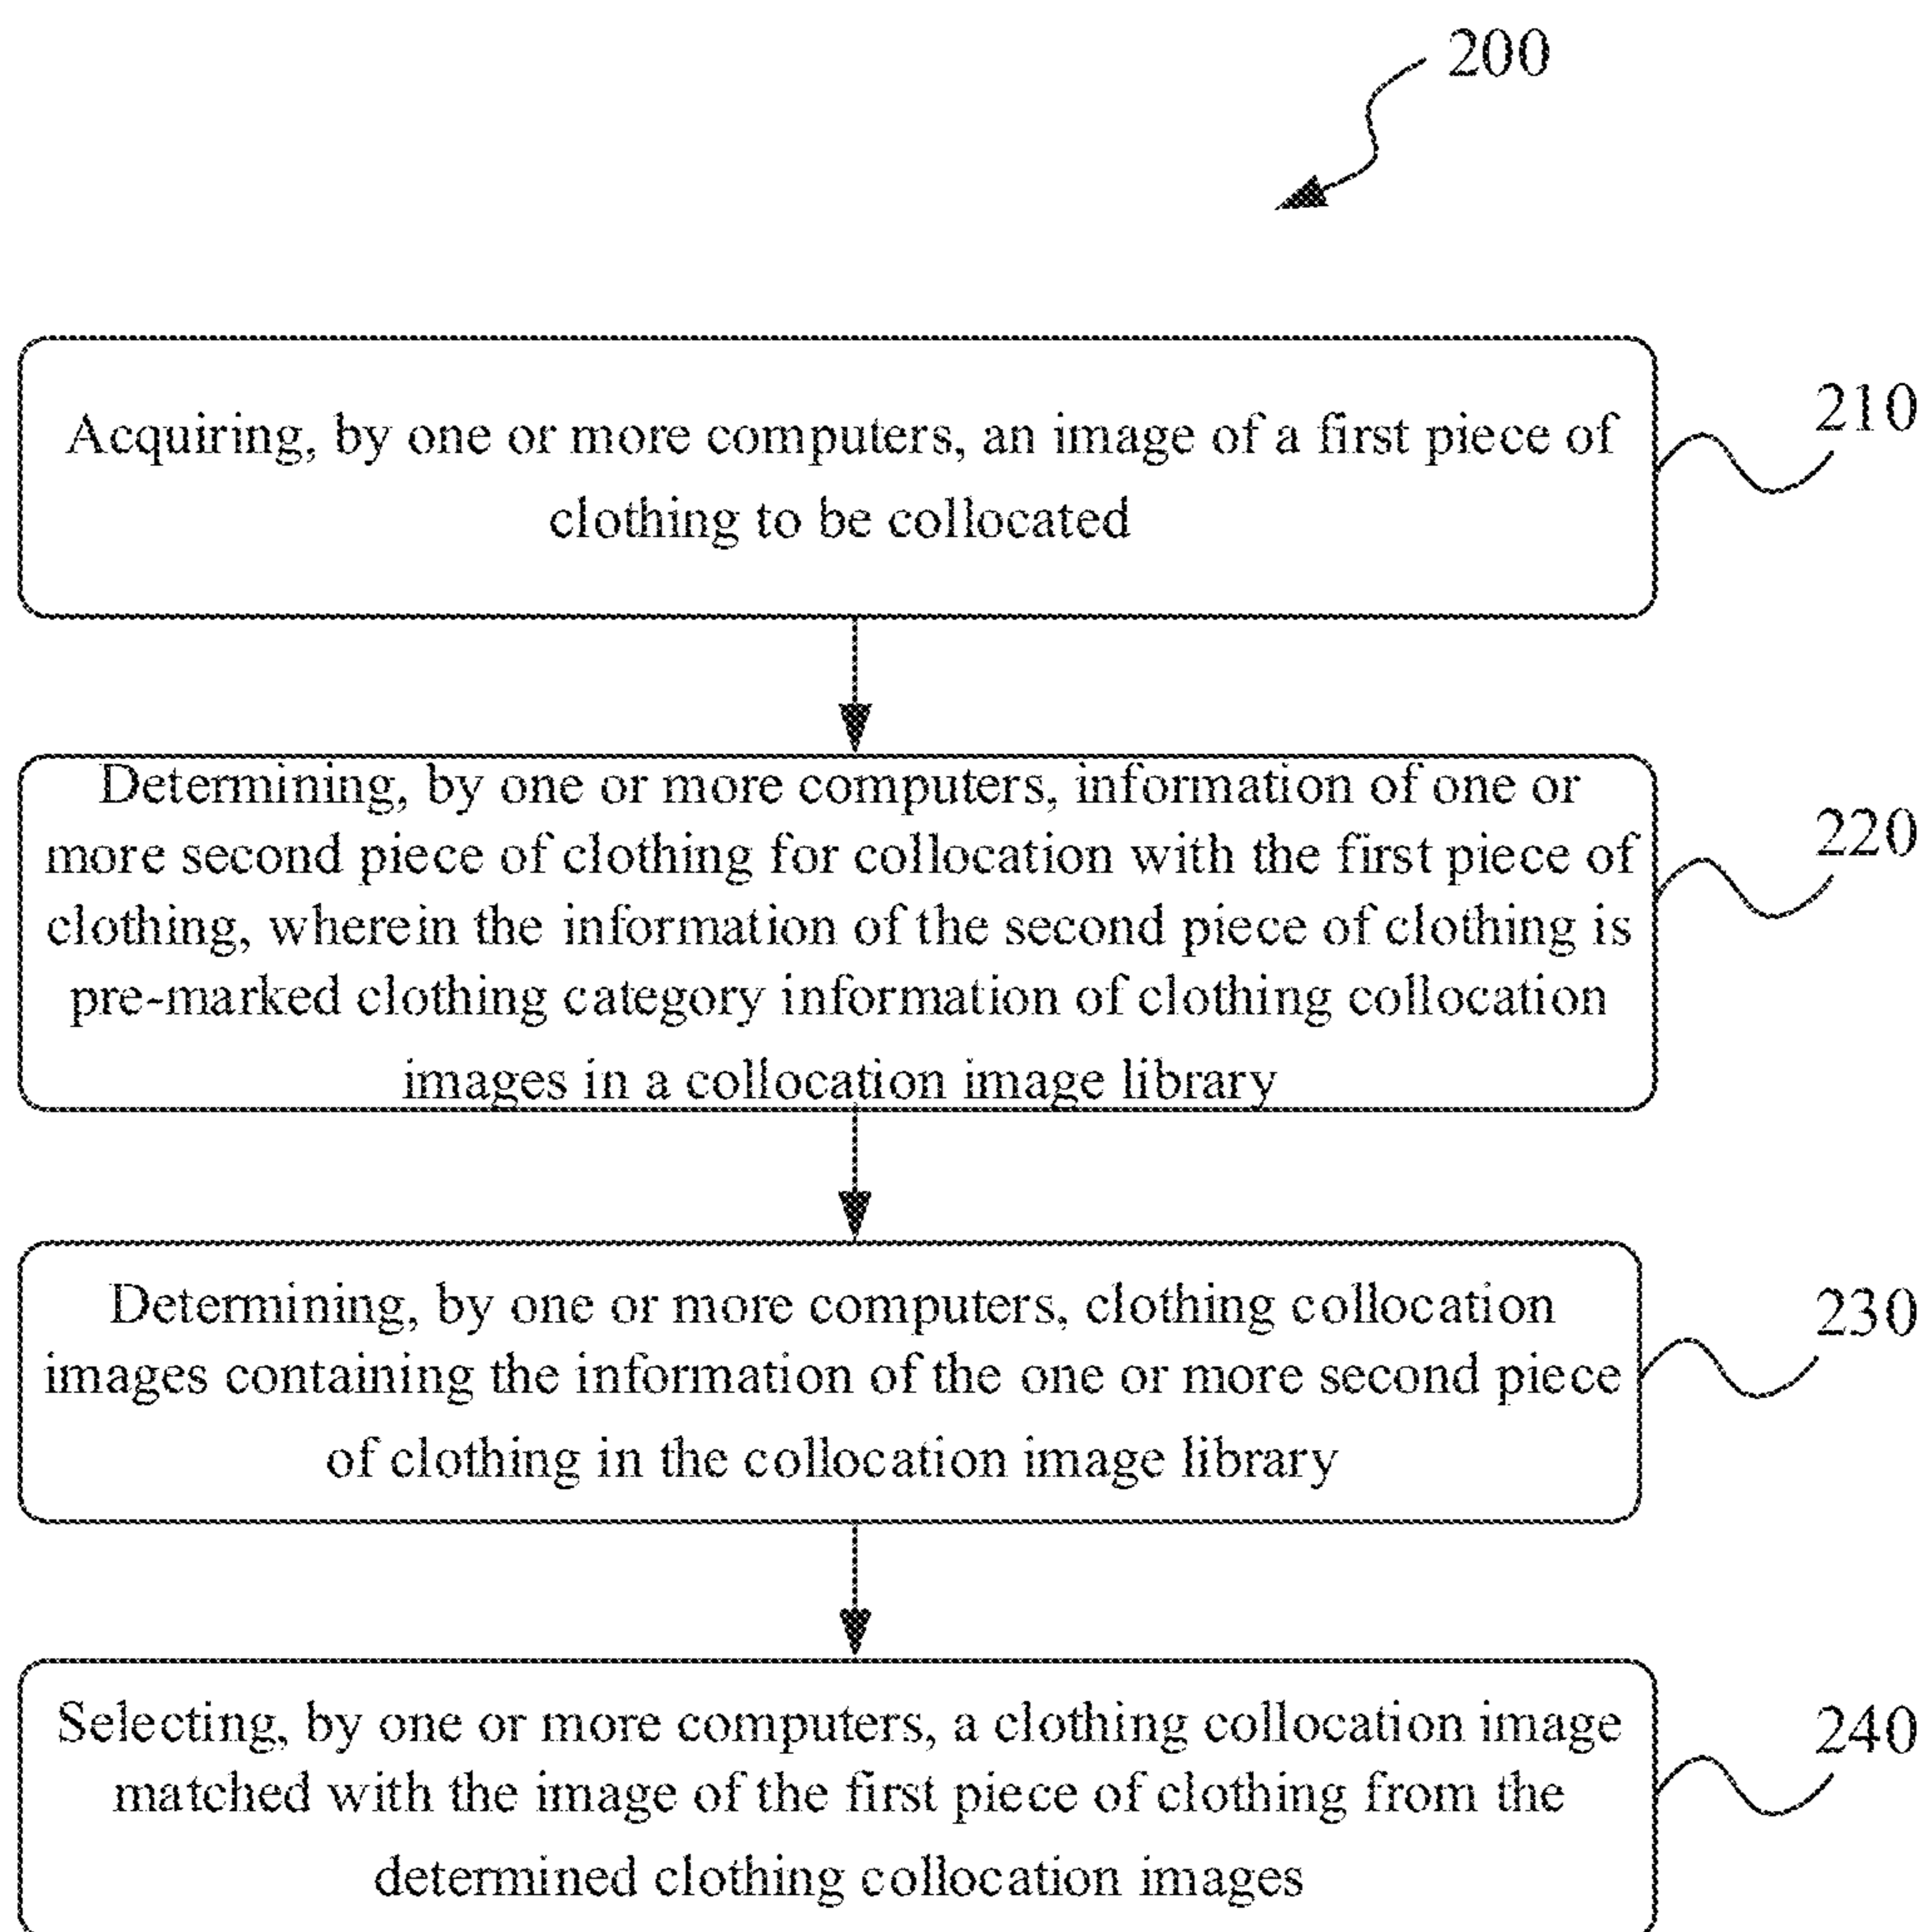 200
Acquiring, by one or more computers, an image of a first piece of
clothing to be collocated
210
Determining, by one or more computers, information of one or
more second piece of clothing for collocation with the first piece of
clothing, wherein the information of the second piece of clothing is
pre-marked clothing category information of clothing collocation
images in a collocation image library
220
Determining, by one or more computers, clothing collocation
images containing the information of the one or more second piece
of clothing in the collocation image library
230
Selecting, by one or more computers, a clothing collocation image
matched with the image of the first piece of clothing from the
determined clothing collocation images
240